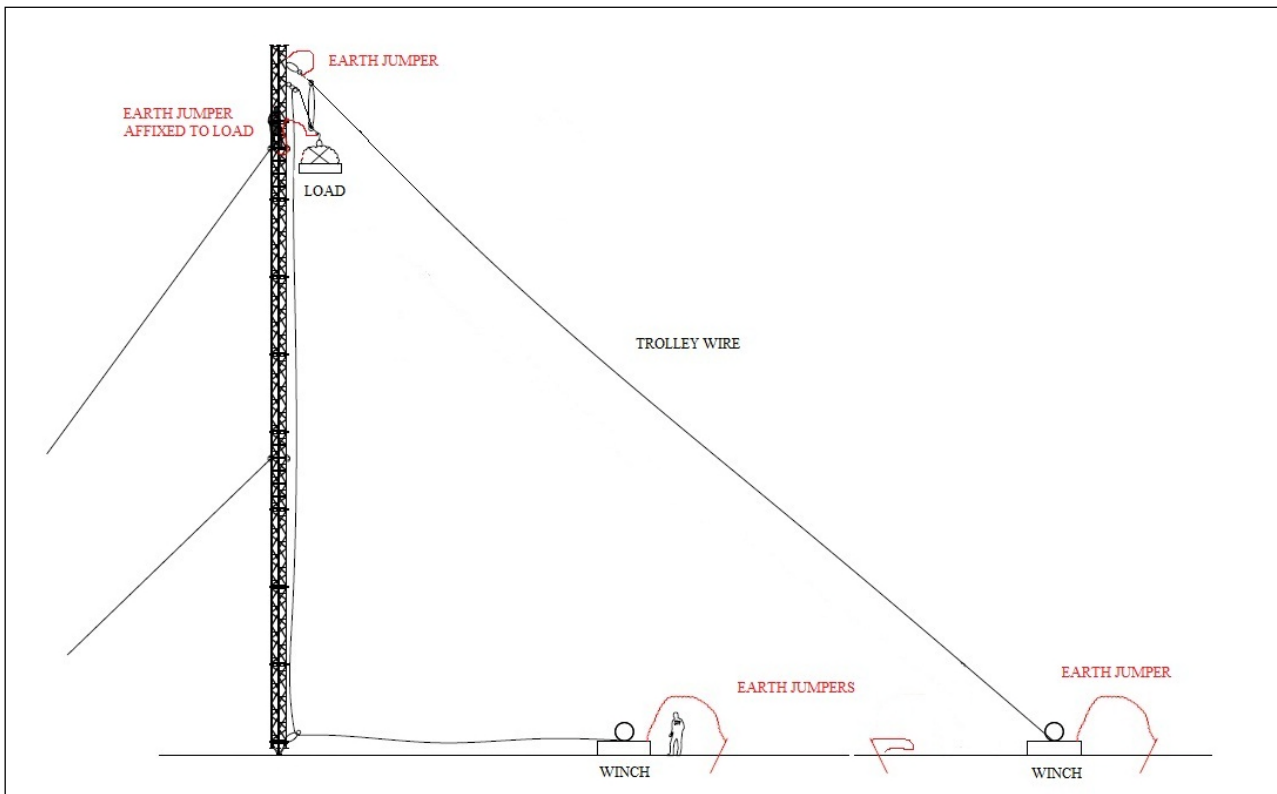 EARTH JUMPER
EARTH JUMPER
AFFIXED TO LOAD
LOAD
TROLLEY WIRE
EARTH JUMPERS
EARTH JUMPER
WINCH
WINCH